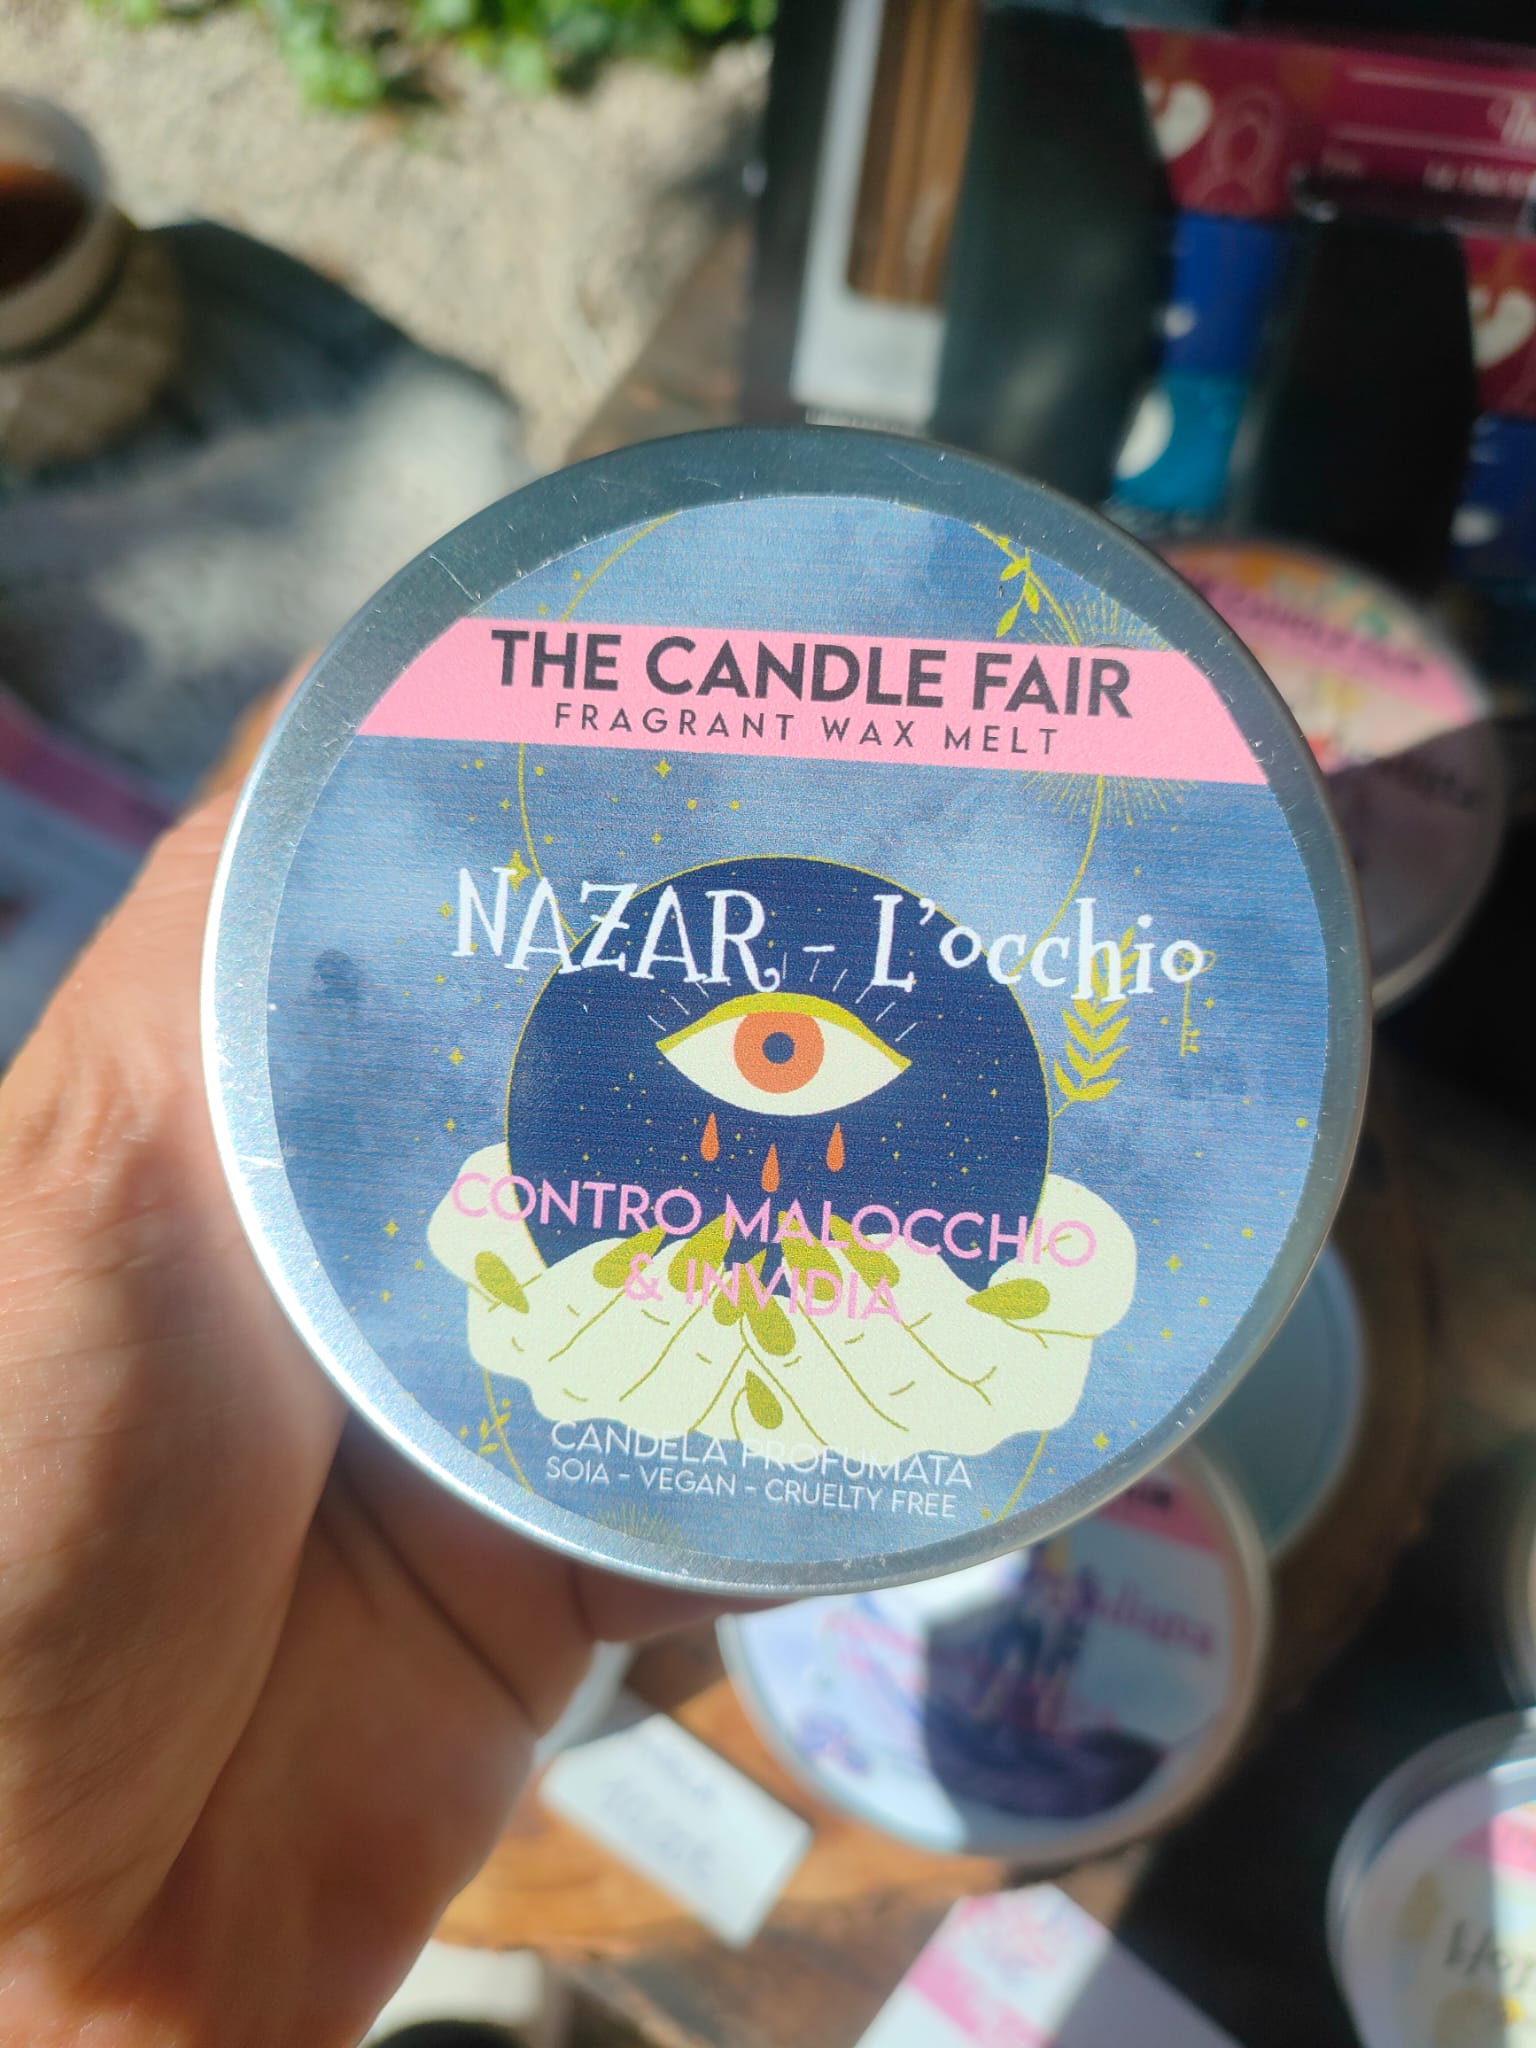 THE CANDLE FAIR
FRAGRANT WAX MELT
NAZAR - L'occhio
CONTRO MALOCCHIO
& INVIDIA
CANDELA PROFUMATA
SOIA - VEGAN - CRUELTY FREE